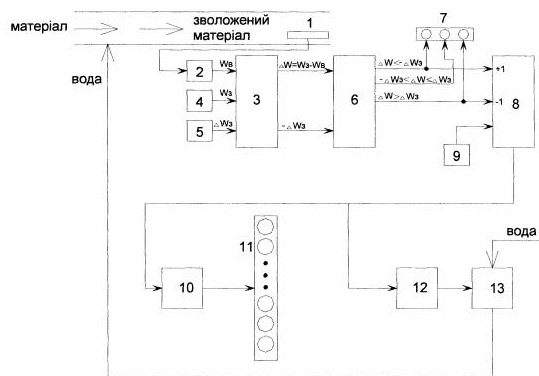 матеріал
зволожений
матеріал
1
7
вода
2
Wв
△W=Wз-Wв
△W<-△Wз
+1
-△Wз<△W<△Wз
4
Wз
3
6
△W>△Wз
-1
8
5
△Wз
-△Wз
9
11
вода
10
12
13